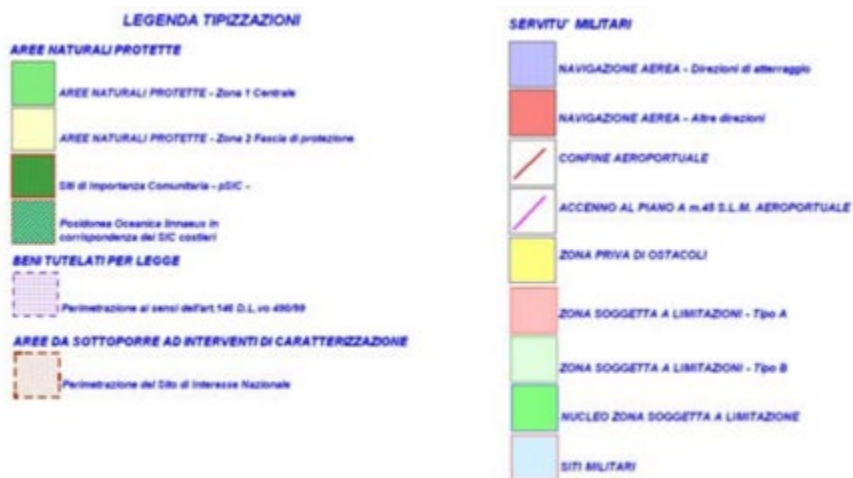 LEGENDA TIPIZZAZIONI
AREE NATURALI PROTETTE
AREE NATURALI PROTETTE - Zona 1 Centrale
AREE NATURALI PROTETTE - Zona 2 Fascia di protezione
Siti di Importanza Comunitaria - pSIC -
Posidonea Oceanica linnaeus in
corrispondenza dei SIC costieri
BENI TUTELATI PER LEGGE
Perimetrazione ai sensi dell'art.146 D.L.vo 490/99
AREE DA SOTTOPORRE AD INTERVENTI DI CARATTERIZZAZIONE
Perimetrazione del Sito di Interesse Nazionale
SERVITU' MILITARI
NAVIGAZIONE AEREA - Direzioni di atterraggio
NAVIGAZIONE AEREA - Altre direzioni
CONFINE AEROPORTUALE
ACCENNO AL PIANO A m.45 S.L.M. AEROPORTUALE
ZONA PRIVA DI OSTACOLI
ZONA SOGGETTA A LIMITAZIONI - Tipo A
ZONA SOGGETTA A LIMITAZIONI - Tipo B
NUCLEO ZONA SOGGETTA A LIMITAZIONE
SITI MILITARI